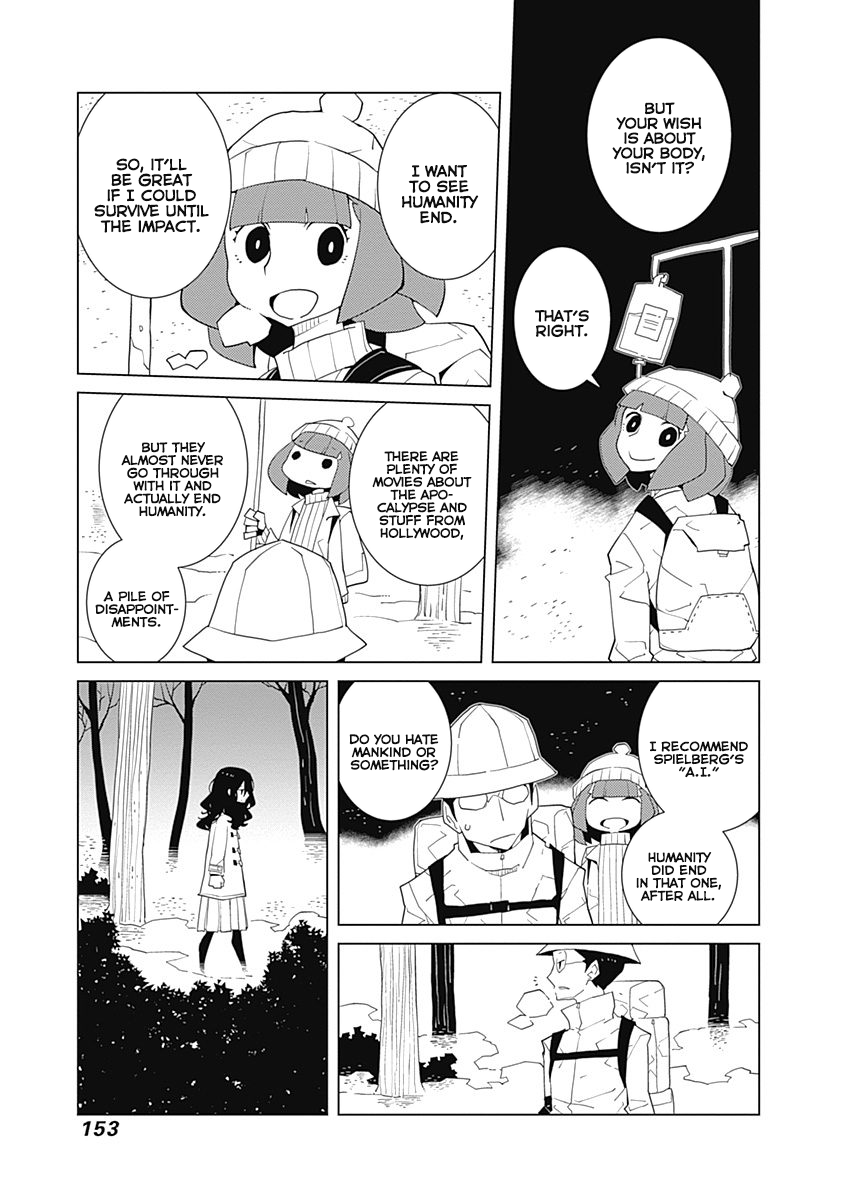 BUT
YOUR WISH
IS ABOUT
YOUR BODY,
ISN'T IT?
THAT'S
RIGHT.
I WANT
TO SEE
HUMANITY
END.
SO, IT'LL
BE GREAT
IF I COULD
SURVIVE UNTIL
THE IMPACT.
THERE ARE
PLENTY OF
MOVIES ABOUT
THE APO-
CALYPSE AND
STUFF FROM
HOLLYWOOD,
BUT THEY
ALMOST NEVER
GO THROUGH
WITH IT AND
ACTUALLY END
HUMANITY.
A PILE OF
DISAPPOINT-
MENTS.
I RECOMMEND
SPIELBERG'S
"A.I."
HUMANITY
DID END
IN THAT ONE,
AFTER ALL.
DO YOU HATE
MANKIND OR
SOMETHING?
153